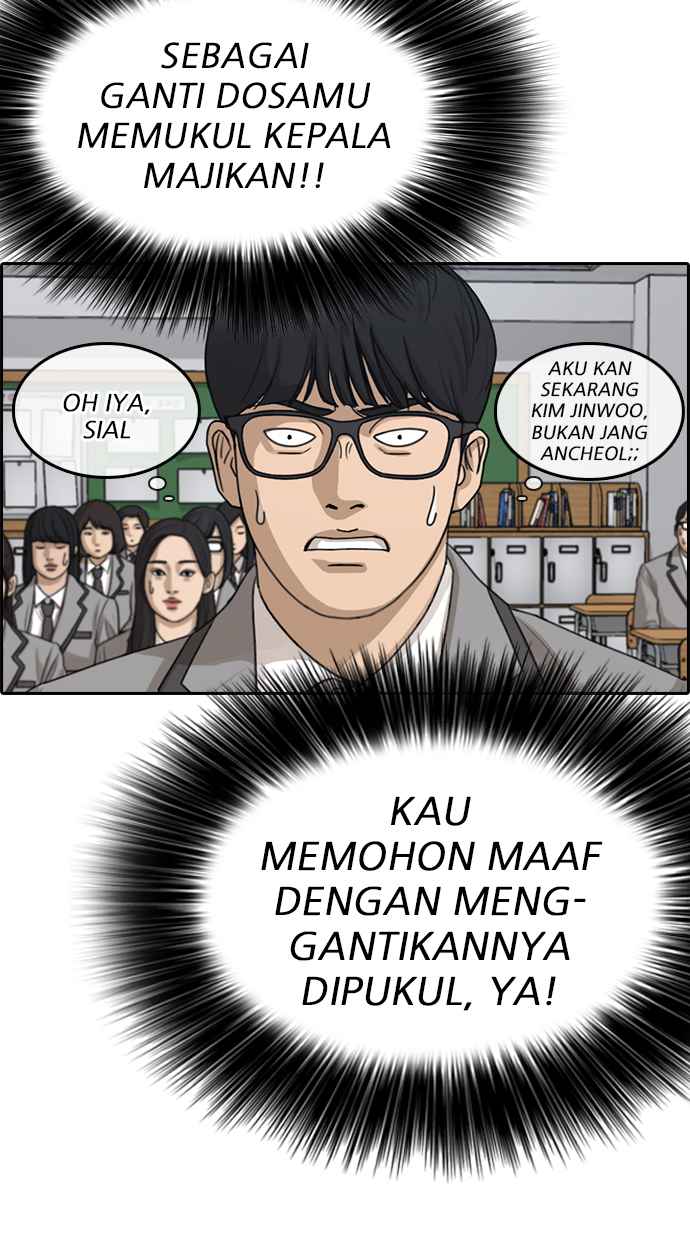 SEBAGAI
GANTI DOSAMU
MEMUKUL KEPALA
MAJIKAN!!
OH IYA,
SIAL
AKU KAN
SEKARANG
KIM JINWOO,
BUKAN JANG
ANCHEOL;;
KAU
MEMOHON MAAF
DENGAN MENG-
GANTIKANNYA
DIPUKUL, YA!